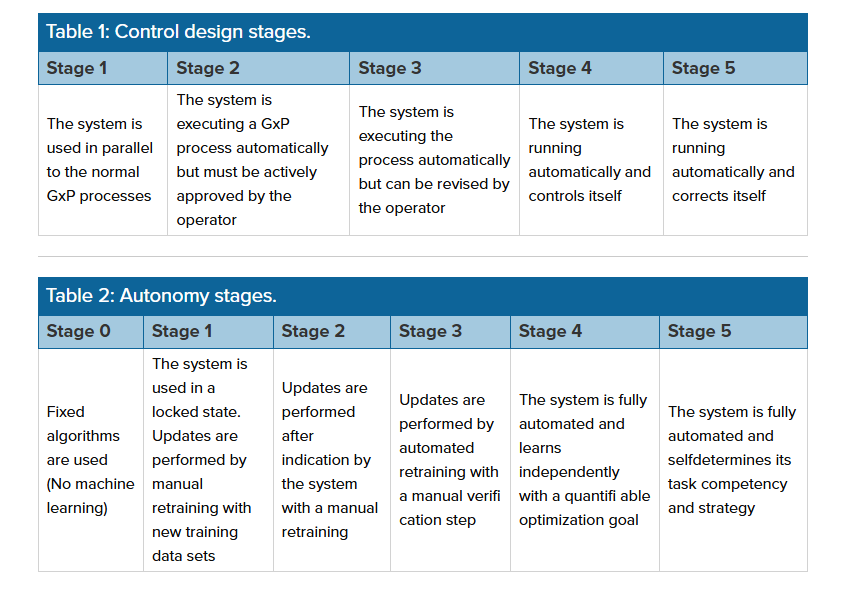 Table 1: Control design stages.
Stage 1
Stage 2
Stage 3
Stage 4
Stage 5
The system is
used in parallel
to the normal
GxP processes
The system is
executing a GxP
process automatically
but must be actively
approved by the
operator
The system is
executing the
process automatically
but can be revised by
the operator
The system is
running
automatically and
controls itself
The system is
running
automatically and
corrects itself
Table 2: Autonomy stages.
Stage 0
Stage 1
Stage 2
Stage 3
Stage 4
Stage 5
Fixed
algorithms
are used
(No machine
learning)
The system is
used in a
locked state.
Updates are
performed by
manual
retraining with
new training
data sets
Updates are
performed
after
indication by
the system
with a manual
retraining
Updates are
performed by
automated
retraining with
a manual verifi
cation step
The system is fully
automated and
learns
independently
with a quantifi able
optimization goal
The system is fully
automated and
selfdetermines its
task competency
and strategy